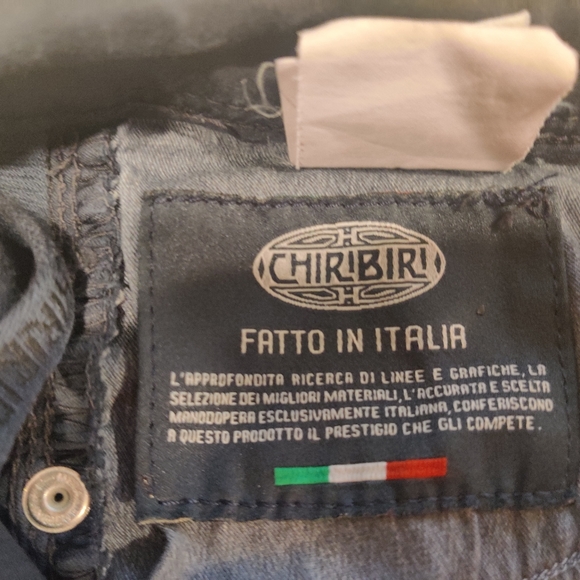 CHIRIBIRI
FATTO IN ITALIA
L'APPROFONDITA RICERCA DI LINEE E GRAFICHE, LA
SELEZIONE DEI MIGLIORI MATERIALI, L'ACCURATA E SCELTA
MANODOPERA ESCLUSIVAMENTE ITALIANA, CONFERISCONO
A QUESTO PRODOTTO IL PRESTIGIO CHE GLI COMPETE.